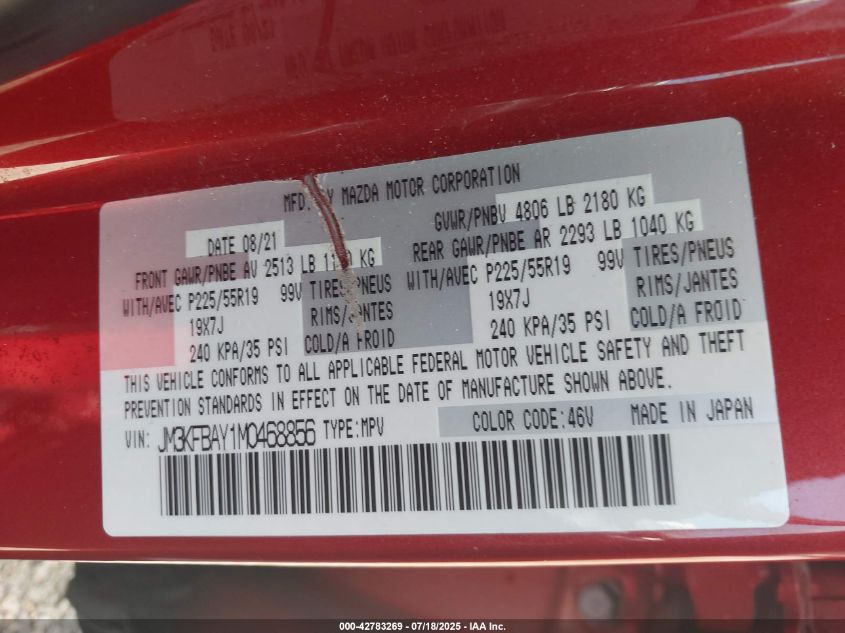 MFD. Y MAZDA MOTOR CORPORATION
DATE 08/21 GVWR/PNBV 4806 LB 2180 KG
FRONT GAWR/PNBE AV 2513 LB KG REAR GAWR/PNBE AR 2293 LB 1040 KG
WITH/AVEC P225/55R19 99V TIRES/PNEUS WITH/AVEC P225/55R19 99V TIRES/PNEUS
19X7J RIMS/JANTES 19X7J RIMS/JANTES
240 KPA/35 PSI COLD/A FROID 240 KPA/35 PSI COLD/A FROID
THIS VEHICLE CONFORMS TO ALL APPLICABLE FEDERAL MOTOR VEHICLE SAFETY AND THEFT
PREVENTION STANDARDS IN EFFECT ON THE DATE OF MANUFACTURE SHOWN ABOVE.
VIN: JM3KFBAY1M0468856 TYPE:MPV COLOR CODE:46V MADE IN JAPAN
000-42783269 - 07/18/2025 - IAA Inc.